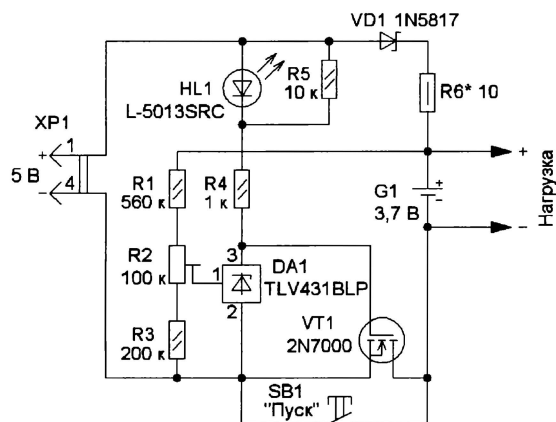 VD1 1N5817
HL1
L-5013SRC
R5
10 к
R6* 10
XP1
+ 1
5 В
− 4
R1
560 к
R4
1 к
G1
3,7 В
+
-
+
Нагрузка
−
R2
100 к
3
1
2
DA1
TLV431BLP
R3
200 к
VT1
2N7000
SB1
"Пуск"